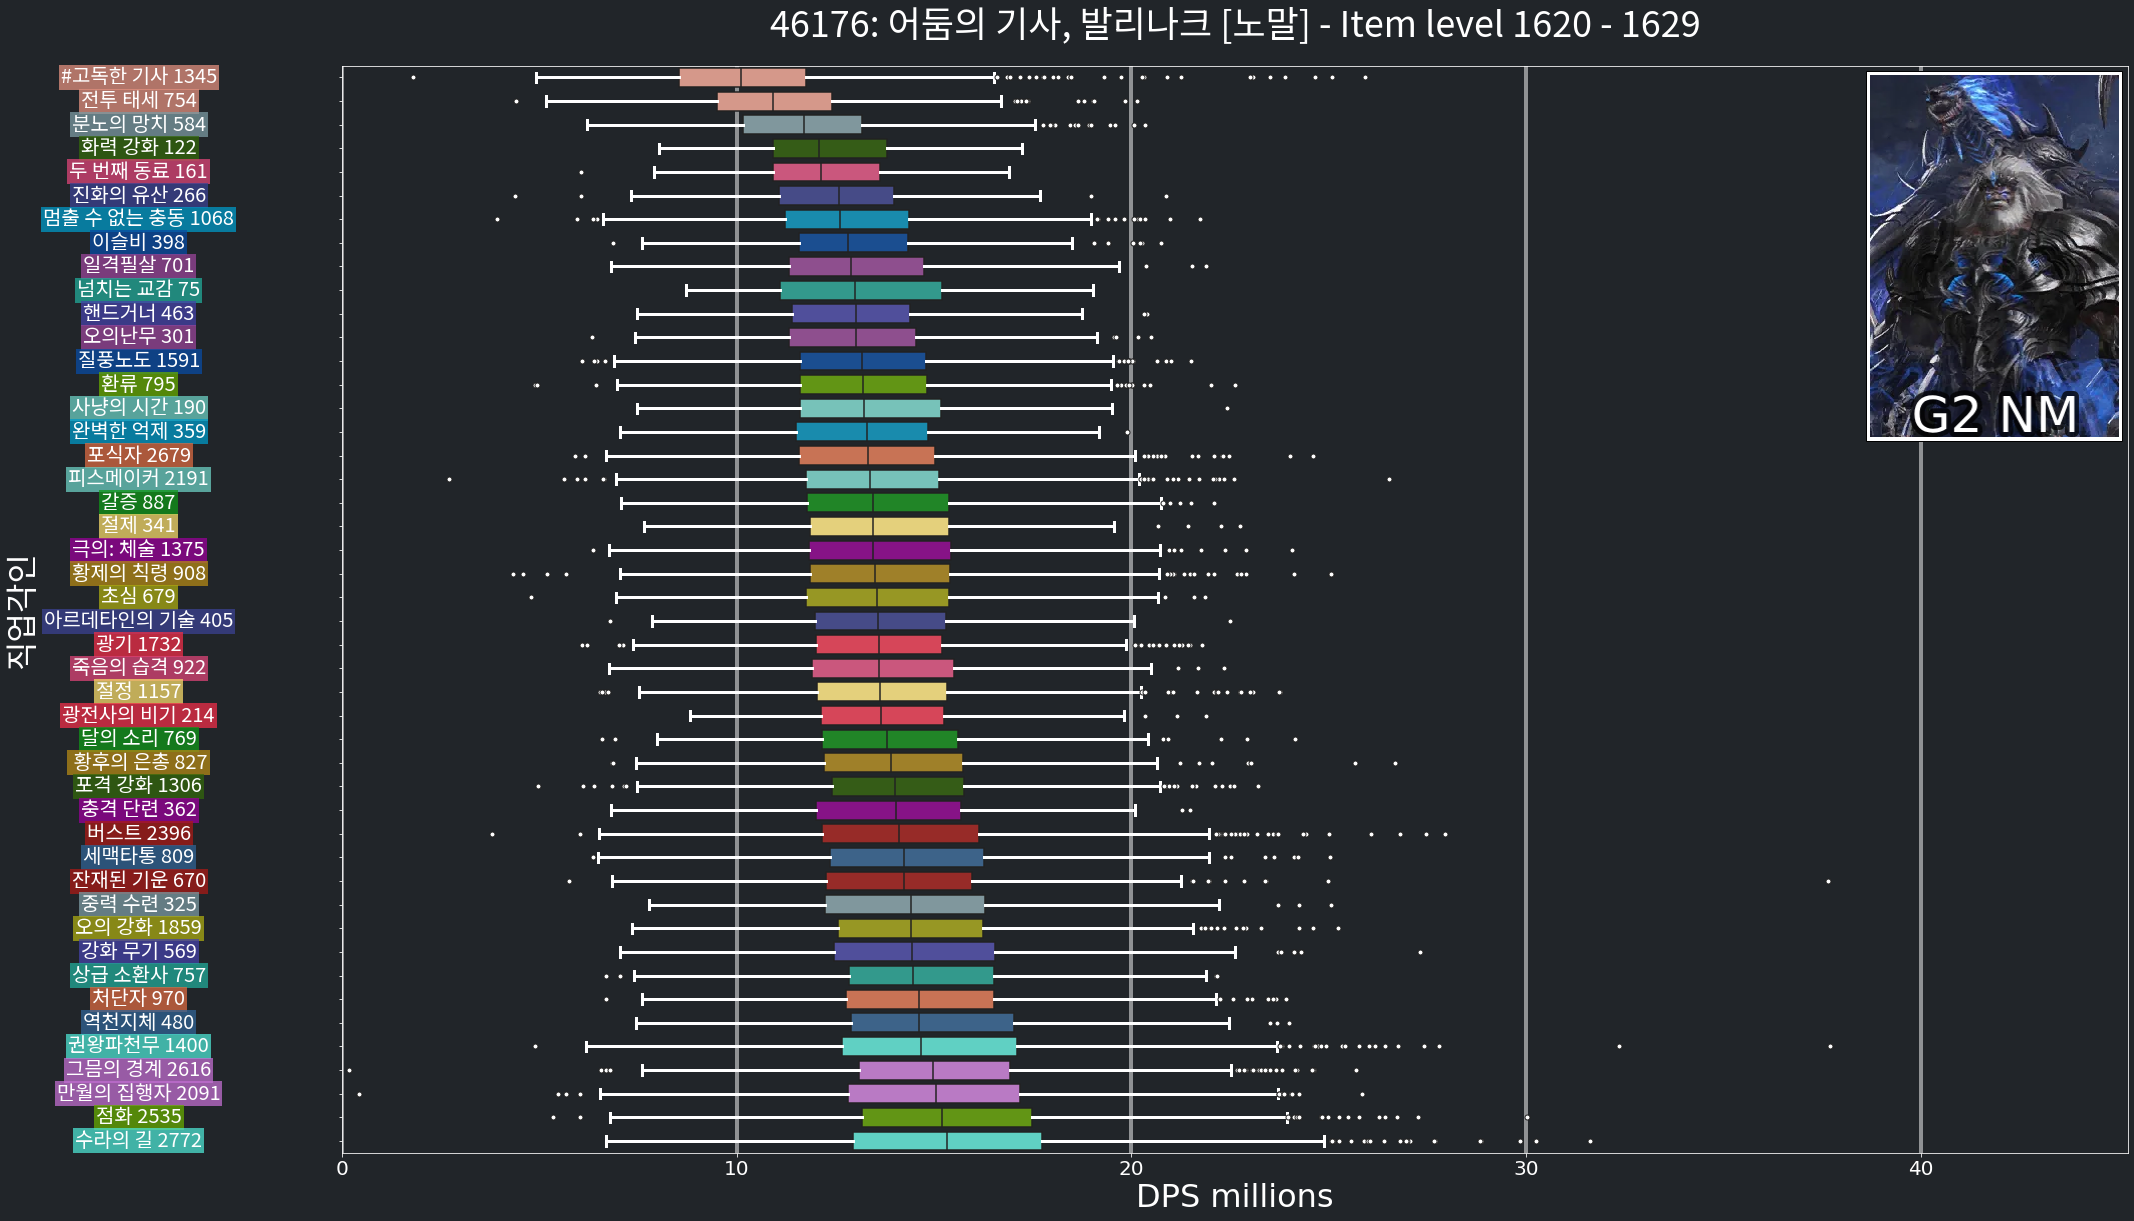 46176: 어둠의 기사, 발리나크 [노말] - Item level 1620 - 1629
#고독한 기사 1345
전투 태세 754
분노의 망치 584
화력 강화 122
두 번째 동료 161
진화의 유산 266
멈출 수 없는 충동 1068
이슬비 398
일격필살 701
넘치는 교감 75
핸드거너 463
오의난무 301
질풍노도 1591
환류 795
사냥의 시간 190
완벽한 억제 359
포식자 2679
피스메이커 2191
갈증 887
절제 341
극의: 체술 1375
황제의 칙령 908
초심 679
아르데타인의 기술 405
광기 1732
죽음의 습격 922
절정 1157
광전사의 비기 214
달의 소리 769
황후의 은총 827
포격 강화 1306
충격 단련 362
버스트 2396
세맥타통 809
잔재된 기운 670
중력 수련 325
오의 강화 1859
강화 무기 569
상급 소환사 757
처단자 970
역천지체 480
권왕파천무 1400
그믐의 경계 2616
만월의 집행자 2091
점화 2535
수라의 길 2772
직업각인
G2 NM
0 10 20 30 40
DPS millions